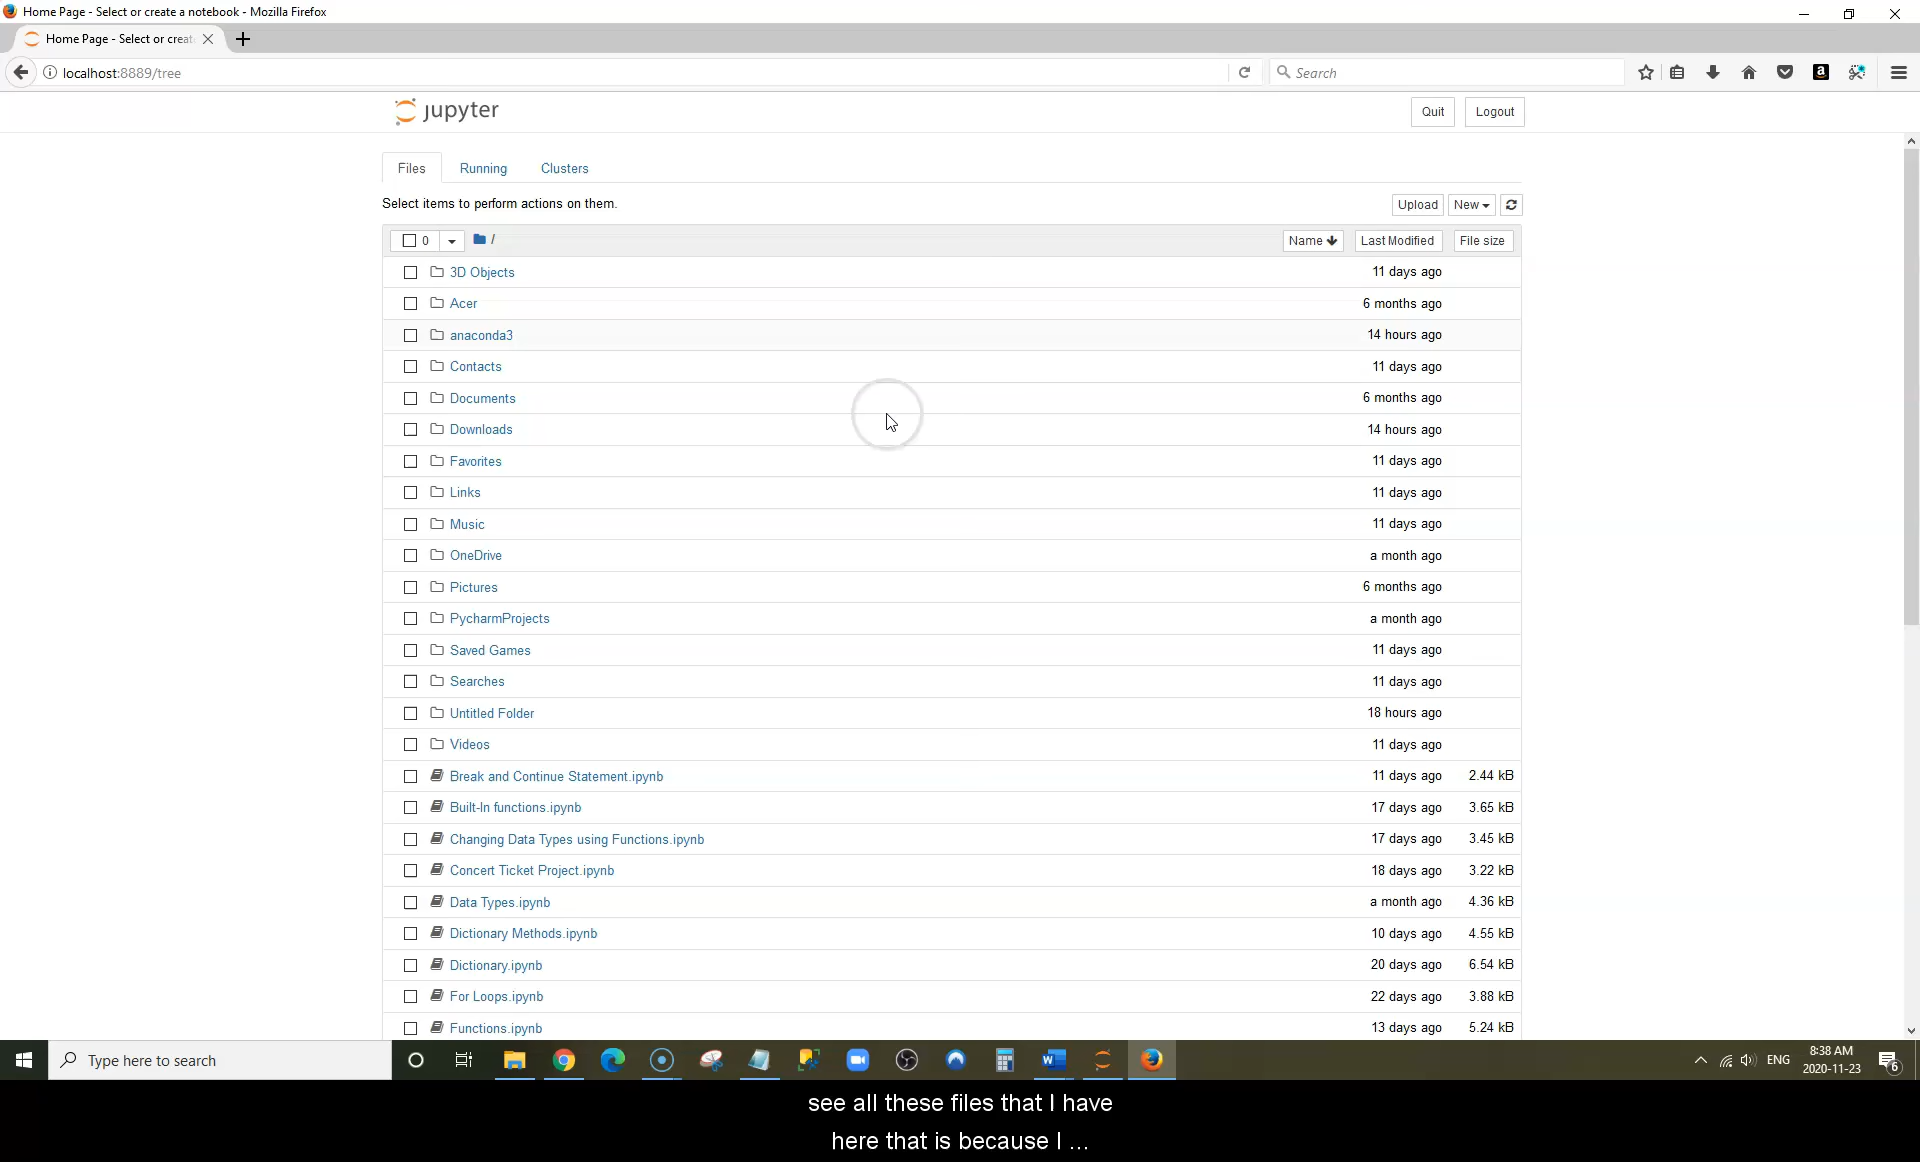 Home Page - Select or create a notebook - Mozilla Firefox
Home Page - Select or creat
localhost:8889/tree
Search
jupyter
Quit
Logout
Files
Running
Clusters
Select items to perform actions on them.
Upload
New
0
/
Name
Last Modified
File size
3D Objects 11 days ago
Acer 6 months ago
anaconda3 14 hours ago
Contacts 11 days ago
Documents 6 months ago
Downloads 14 hours ago
Favorites 11 days ago
Links 11 days ago
Music 11 days ago
OneDrive a month ago
Pictures 6 months ago
PycharmProjects a month ago
Saved Games 11 days ago
Searches 11 days ago
Untitled Folder 18 hours ago
Videos 11 days ago
Break and Continue Statement.ipynb 11 days ago 2.44 kB
Built-In functions.ipynb 17 days ago 3.65 kB
Changing Data Types using Functions.ipynb 17 days ago 3.45 kB
Concert Ticket Project.ipynb 18 days ago 3.22 kB
Data Types.ipynb a month ago 4.36 kB
Dictionary Methods.ipynb 10 days ago 4.55 kB
Dictionary.ipynb 20 days ago 6.54 kB
For Loops.ipynb 22 days ago 3.88 kB
Functions.ipynb 13 days ago 5.24 kB
Type here to search
ENG
8:38 AM
2020-11-23
6
see all these files that I have
here that is because I ...